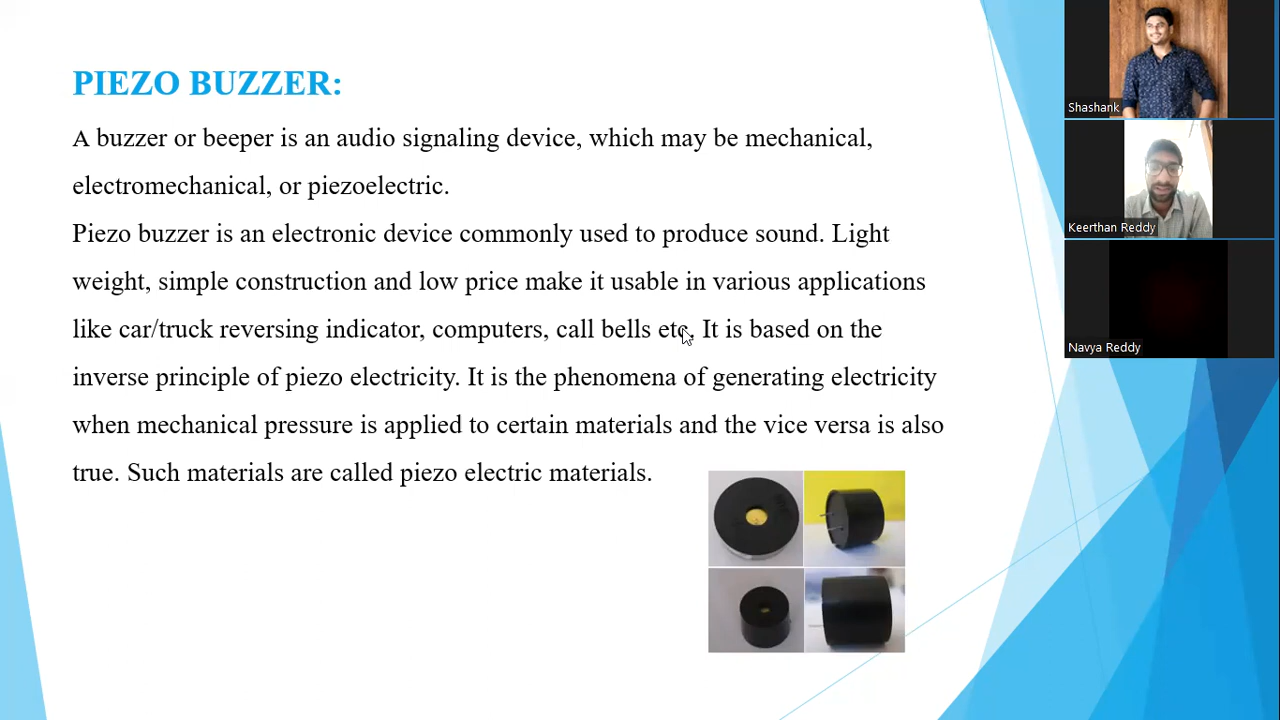 PIEZO BUZZER:
A buzzer or beeper is an audio signaling device, which may be mechanical,
electromechanical, or piezoelectric.
Piezo buzzer is an electronic device commonly used to produce sound. Light
weight, simple construction and low price make it usable in various applications
like car/truck reversing indicator, computers, call bells etc. It is based on the
inverse principle of piezo electricity. It is the phenomena of generating electricity
when mechanical pressure is applied to certain materials and the vice versa is also
true. Such materials are called piezo electric materials.
Shashank
Keerthan Reddy
Navya Reddy